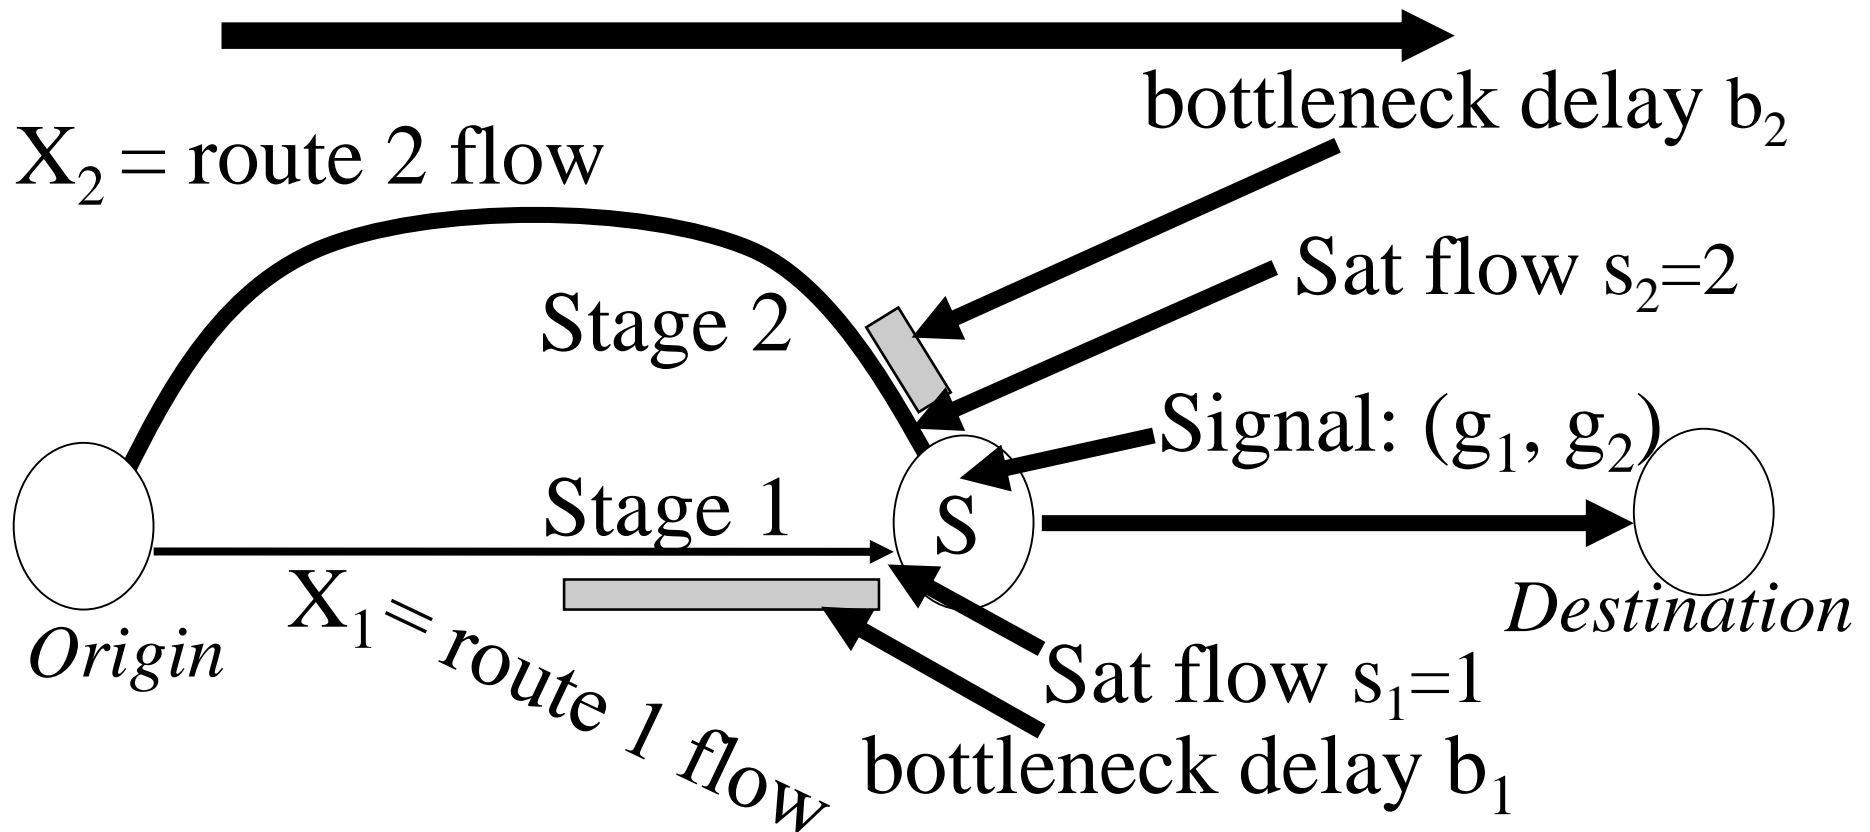 bottleneck delay b₂
X₂ = route 2 flow
Sat flow s₂=2
Stage 2
Signal: (g₁, g₂)
Stage 1
S
X₁ = route 1 flow
Origin
Destination
Sat flow s₁=1
bottleneck delay b₁